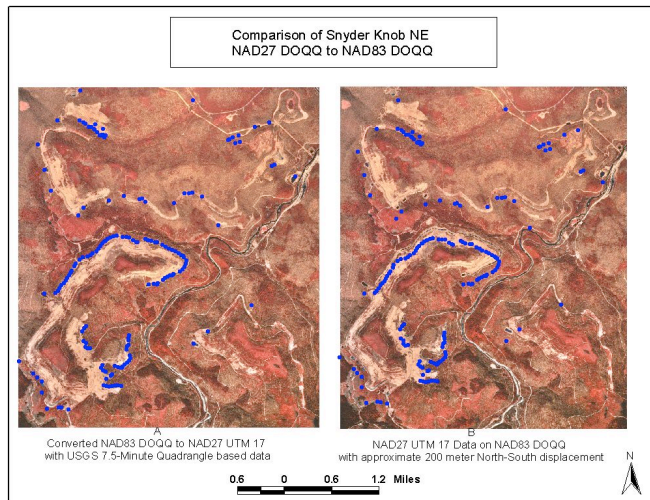 Comparison of Snyder Knob NE
NAD27 DOQQ to NAD83 DOQQ
A
Converted NAD83 DOQQ to NAD27 UTM 17
with USGS 7.5-Minute Quadrangle based data
B
NAD27 UTM 17 Data on NAD83 DOQQ
with approximate 200 meter North-South displacement
0.6 0 0.6 1.2 Miles
N